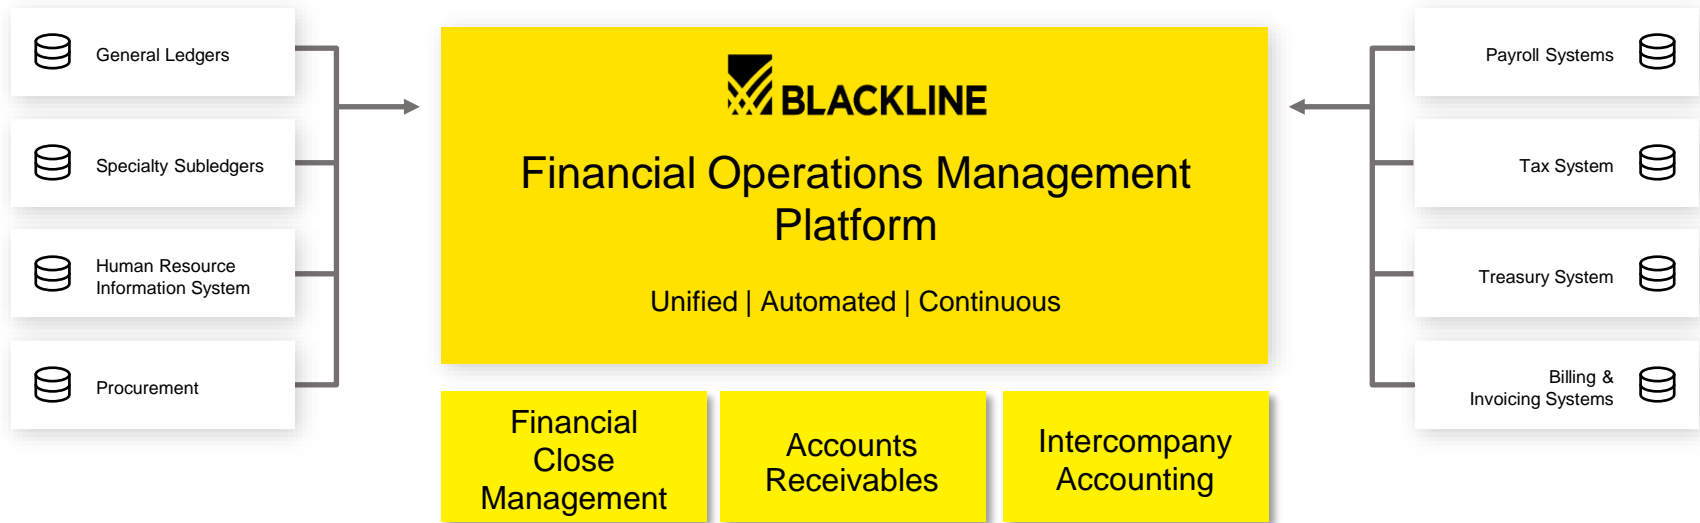 General Ledgers
Specialty Subledgers
Human Resource
Information System
Procurement
BLACKLINE
Financial Operations Management
Platform
Unified | Automated | Continuous
Financial
Close
Management
Accounts
Receivables
Intercompany
Accounting
Payroll Systems
Tax System
Treasury System
Billing &
Invoicing Systems